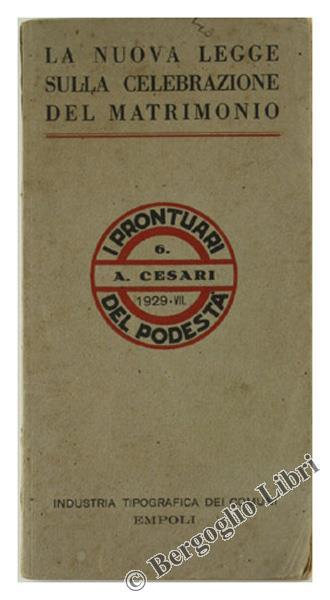 LA NUOVA LEGGE
SULLA CELEBRAZIONE
DEL MATRIMONIO
I PRONTUARI
6.
A. CESARI
1929 - VII.
DEL PODESTÀ
INDUSTRIA TIPOGRAFICA DEI COMUNI
EMPOLI
© Bergoglio Libri